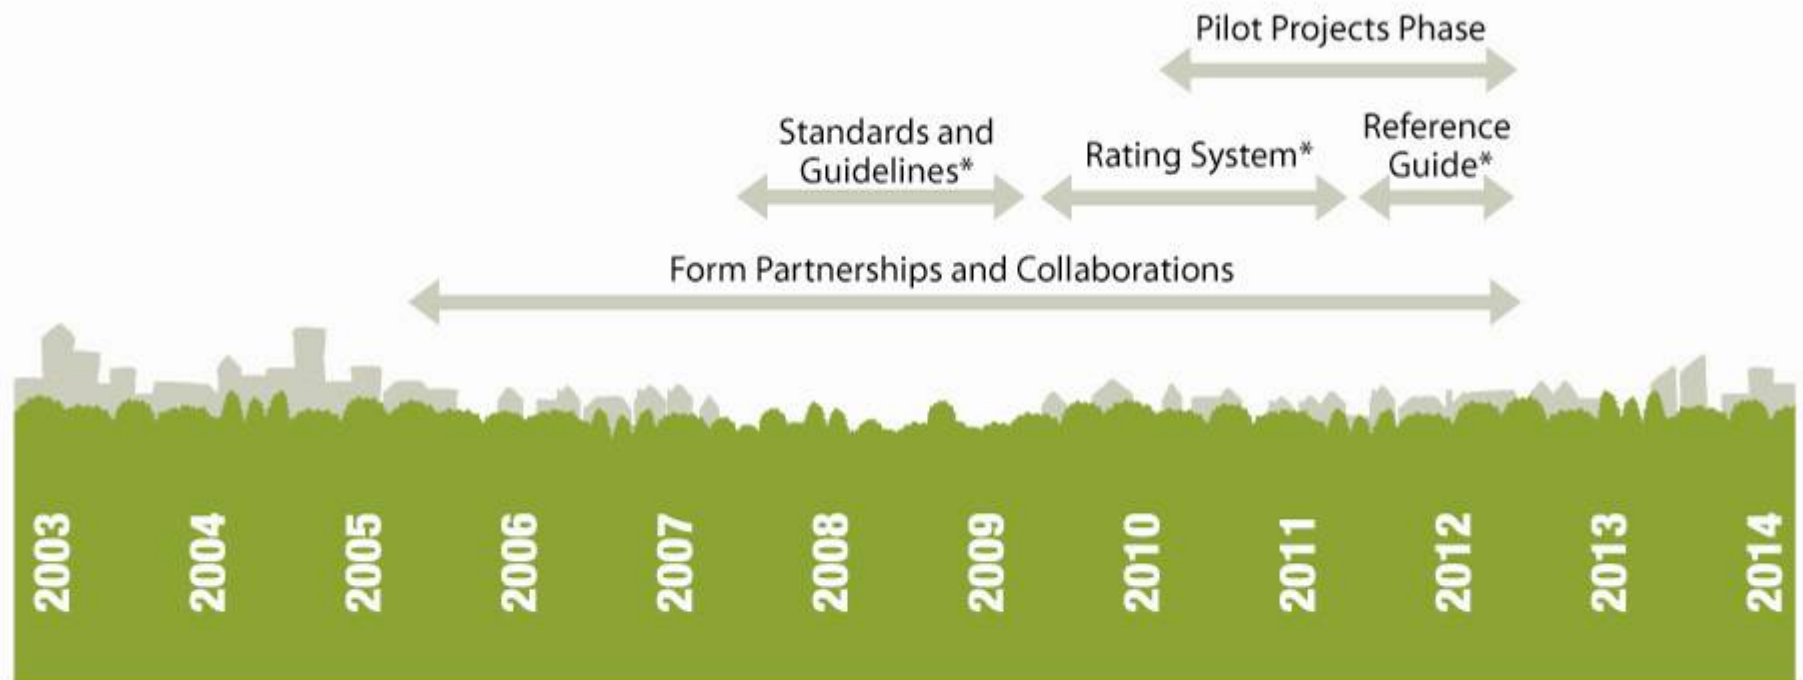 Pilot Projects Phase
Standards and
Guidelines*
Rating System*
Reference
Guide*
Form Partnerships and Collaborations
2003
2004
2005
2006
2007
2008
2009
2010
2011
2012
2013
2014